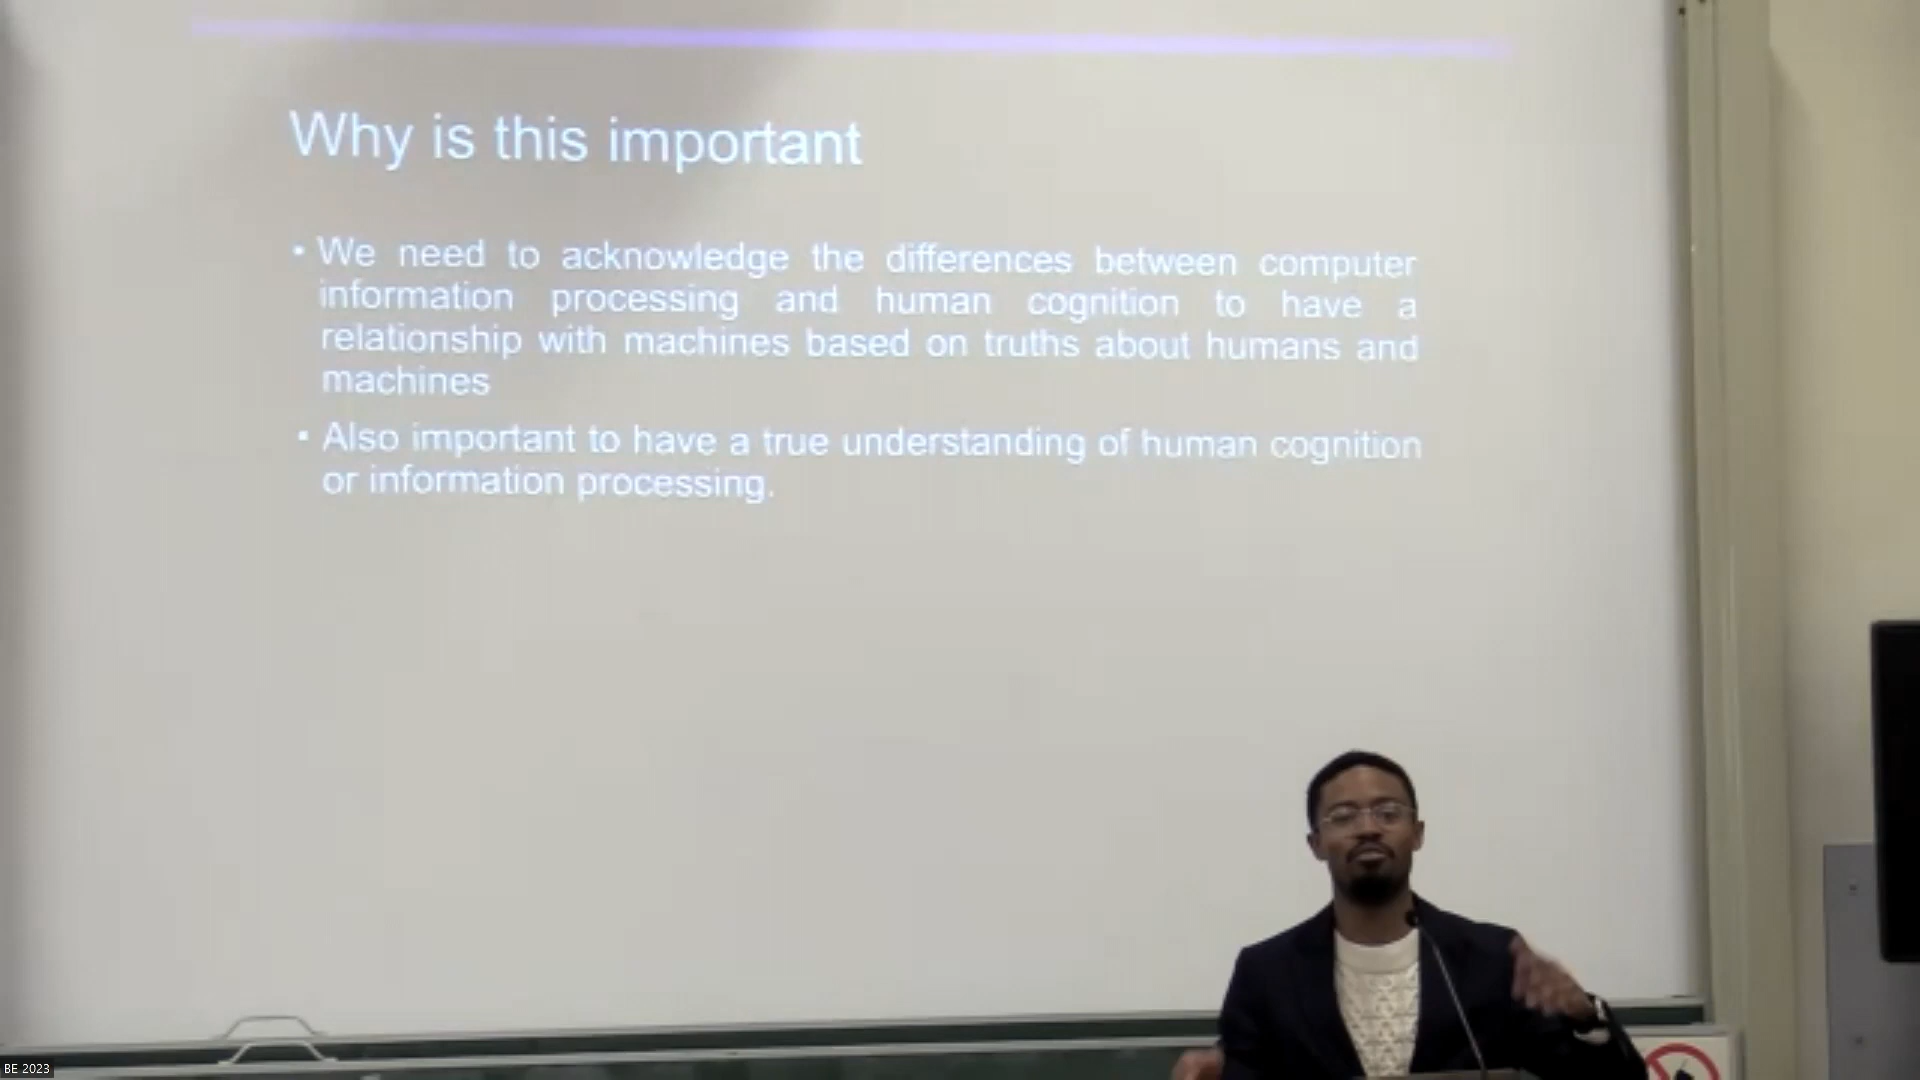 Why is this important
• We need to acknowledge the differences between computer
information processing and human cognition to have a
relationship with machines based on truths about humans and
machines
• Also important to have a true understanding of human cognition
or information processing.
BE 2023